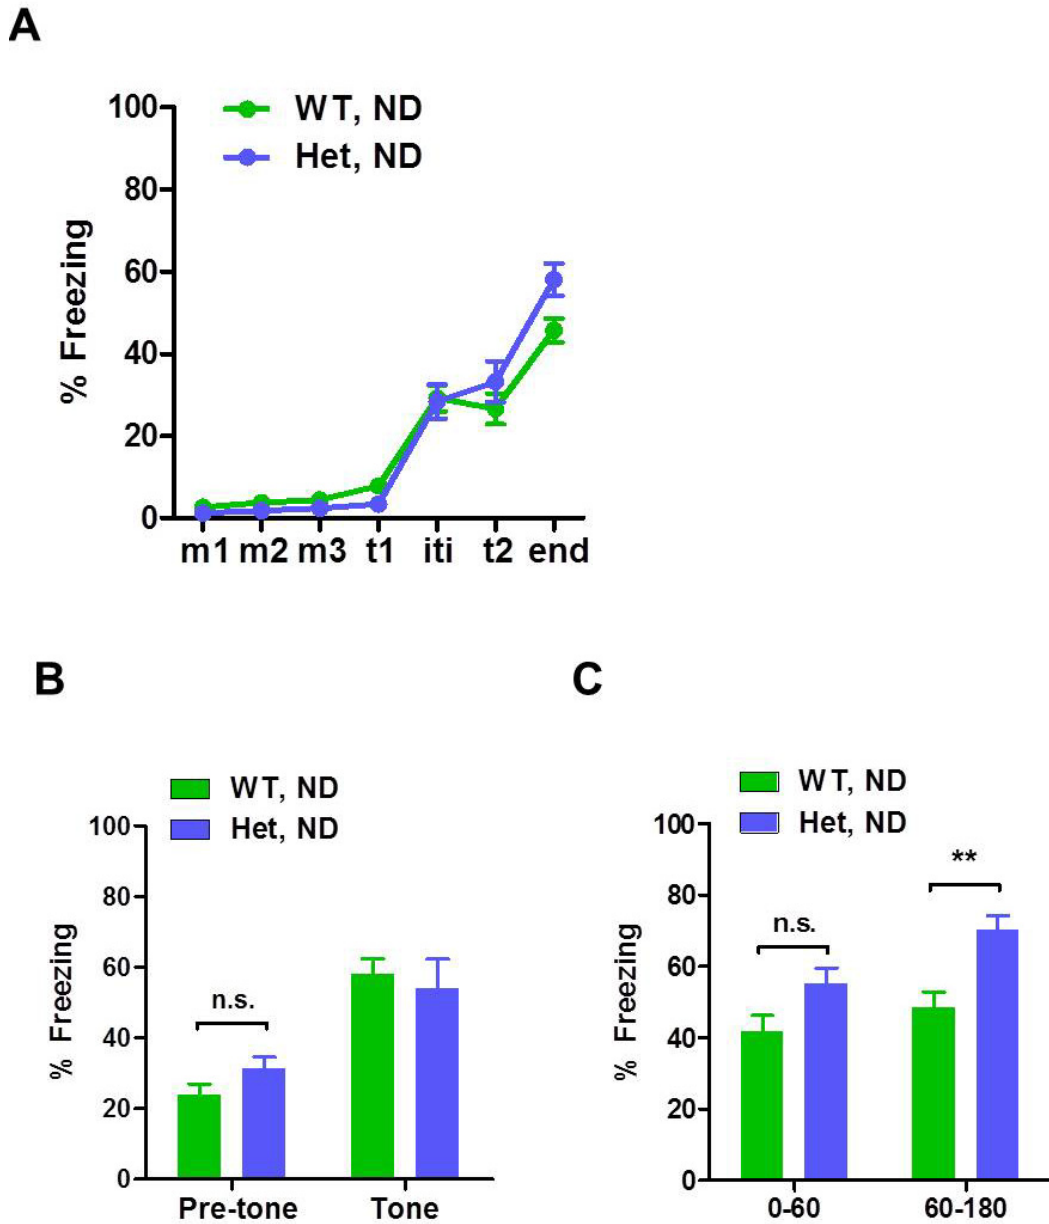 A
100
80
60
40
20
0
% Freezing
WT, ND
Het, ND
m1 m2 m3 t1 iti t2 end
B
WT, ND
Het, ND
100
80
60
40
20
0
% Freezing
n.s.
Pre-tone Tone
C
WT, ND
Het, ND
100
80
60
40
20
0
% Freezing
n.s.
**
0-60 60-180